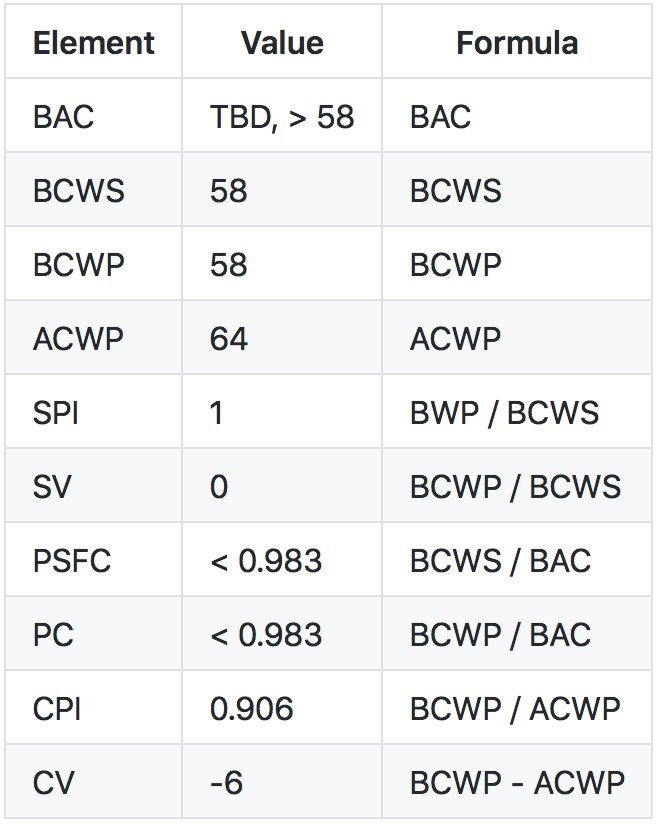 Element Value Formula
BAC TBD, > 58 BAC
BCWS 58 BCWS
BCWP 58 BCWP
ACWP 64 ACWP
SPI 1 BWP / BCWS
SV 0 BCWP / BCWS
PSFC < 0.983 BCWS / BAC
PC < 0.983 BCWP / BAC
CPI 0.906 BCWP / ACWP
CV -6 BCWP - ACWP